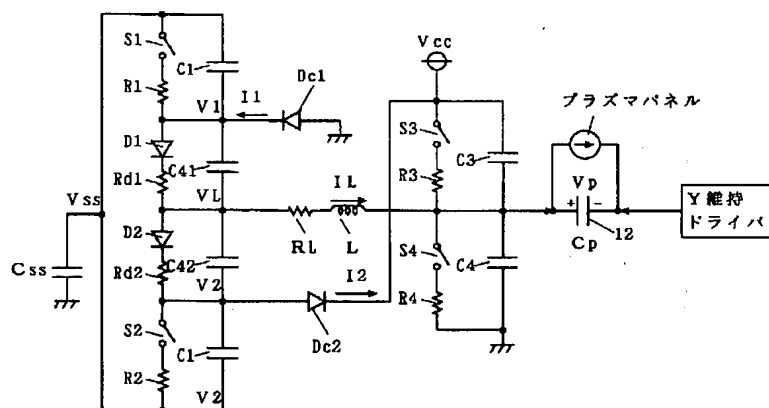 S1
C1
R1
V1
I1
Dc1
D1
C41
Rd1
Vss
VL
IL
D2
RL
L
C42
Css
Rd2
V2
I2
S2
C1
Dc2
R2
V2
Vcc
S3
C3
R3
S4
C4
R4
プラズマパネル
+
Vp
-
12
Cp
Y維持
ドライバ